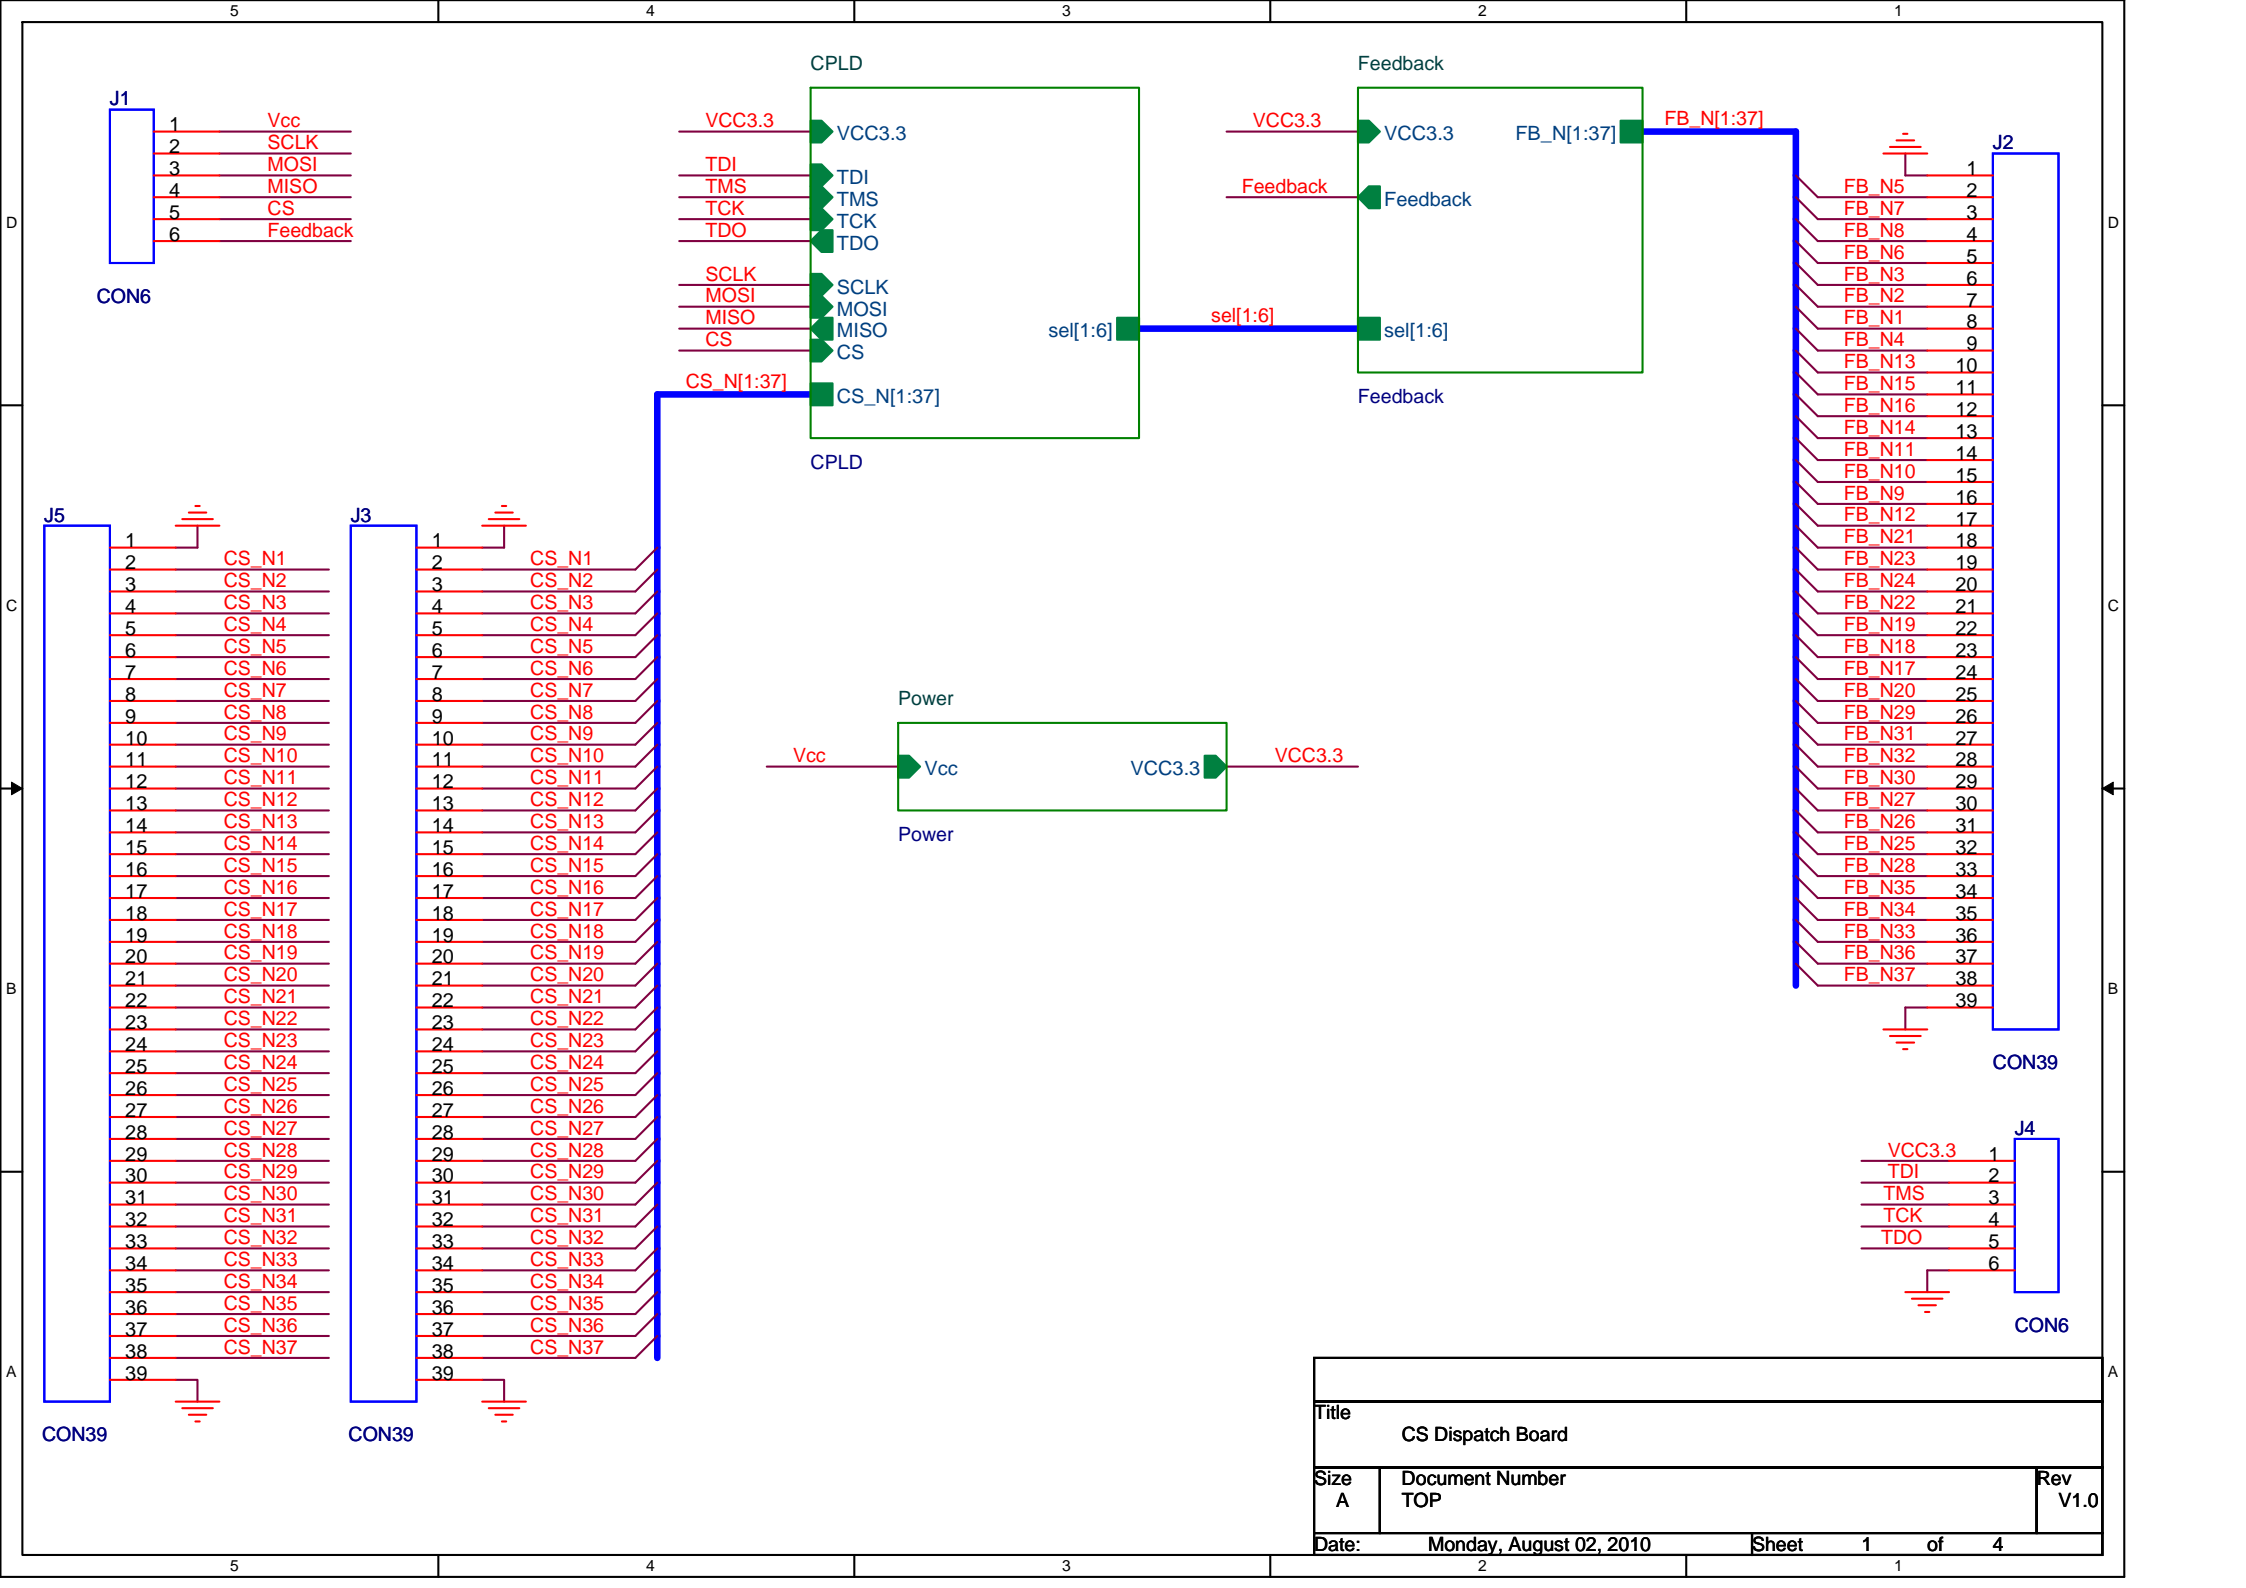 5 4 3 2 1
D
C
B
A
D
C
B
A
J1
1 Vcc
2 SCLK
3 MOSI
4 MISO
5 CS
6 Feedback
CON6
CPLD
VCC3.3 VCC3.3
TDI TDI
TMS TMS
TCK TCK
TDO TDO
SCLK SCLK
MOSI MOSI
MISO MISO
CS CS
CS_N[1:37] CS_N[1:37]
sel[1:6]
CPLD
sel[1:6]
Feedback
VCC3.3 VCC3.3
Feedback Feedback
sel[1:6]
FB_N[1:37] FB_N[1:37]
Feedback
J2
1
FB_N5 2
FB_N7 3
FB_N8 4
FB_N6 5
FB_N3 6
FB_N2 7
FB_N1 8
FB_N4 9
FB_N13 10
FB_N15 11
FB_N16 12
FB_N14 13
FB_N11 14
FB_N10 15
FB_N9 16
FB_N12 17
FB_N21 18
FB_N23 19
FB_N24 20
FB_N22 21
FB_N19 22
FB_N18 23
FB_N17 24
FB_N20 25
FB_N29 26
FB_N31 27
FB_N32 28
FB_N30 29
FB_N27 30
FB_N26 31
FB_N25 32
FB_N28 33
FB_N35 34
FB_N34 35
FB_N33 36
FB_N36 37
FB_N37 38
39
CON39
J5
1
2 CS_N1
3 CS_N2
4 CS_N3
5 CS_N4
6 CS_N5
7 CS_N6
8 CS_N7
9 CS_N8
10 CS_N9
11 CS_N10
12 CS_N11
13 CS_N12
14 CS_N13
15 CS_N14
16 CS_N15
17 CS_N16
18 CS_N17
19 CS_N18
20 CS_N19
21 CS_N20
22 CS_N21
23 CS_N22
24 CS_N23
25 CS_N24
26 CS_N25
27 CS_N26
28 CS_N27
29 CS_N28
30 CS_N29
31 CS_N30
32 CS_N31
33 CS_N32
34 CS_N33
35 CS_N34
36 CS_N35
37 CS_N36
38 CS_N37
39
CON39
J3
1
2 CS_N1
3 CS_N2
4 CS_N3
5 CS_N4
6 CS_N5
7 CS_N6
8 CS_N7
9 CS_N8
10 CS_N9
11 CS_N10
12 CS_N11
13 CS_N12
14 CS_N13
15 CS_N14
16 CS_N15
17 CS_N16
18 CS_N17
19 CS_N18
20 CS_N19
21 CS_N20
22 CS_N21
23 CS_N22
24 CS_N23
25 CS_N24
26 CS_N25
27 CS_N26
28 CS_N27
29 CS_N28
30 CS_N29
31 CS_N30
32 CS_N31
33 CS_N32
34 CS_N33
35 CS_N34
36 CS_N35
37 CS_N36
38 CS_N37
39
CON39
Power
Vcc Vcc VCC3.3 VCC3.3
Power
J4
VCC3.3 1
TDI 2
TMS 3
TCK 4
TDO 5
6
CON6
Title
CS Dispatch Board
Size Document Number Rev
A TOP V1.0
Date: Monday, August 02, 2010 Sheet 1 of 4
5 4 3 2 1